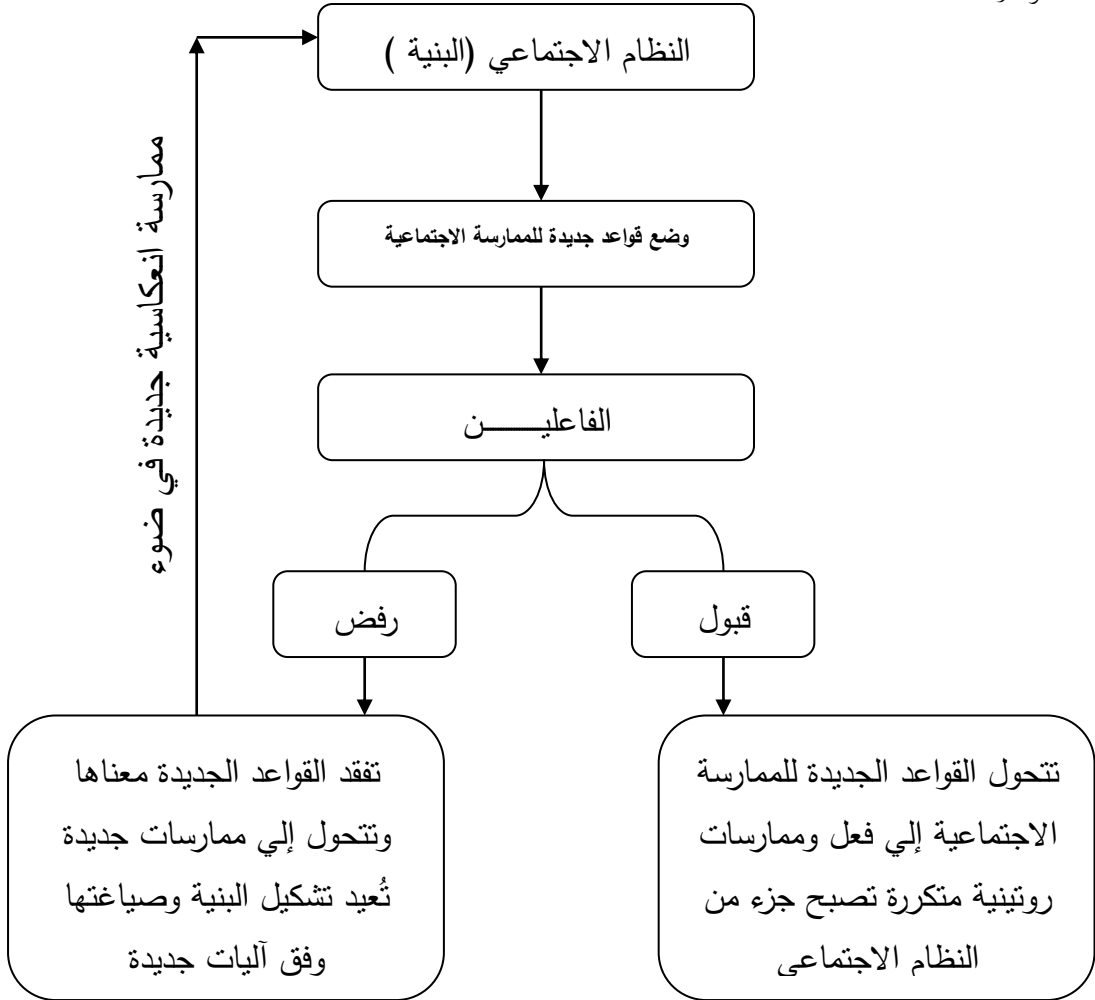 النظام الاجتماعي (البنية )
وضع قواعد جديدة للممارسة الاجتماعية
الفاعليـــــن
قبول
رفض
تتحول القواعد الجديدة للممارسة
الاجتماعية إلي فعل وممارسات
روتينية متكررة تصبح جزء من
النظام الاجتماعي
تفقد القواعد الجديدة معناها
وتتحول إلي ممارسات جديدة
تُعيد تشكيل البنية وصياغتها
وفق آليات جديدة
ممارسة انعكاسية جديدة في ضوء